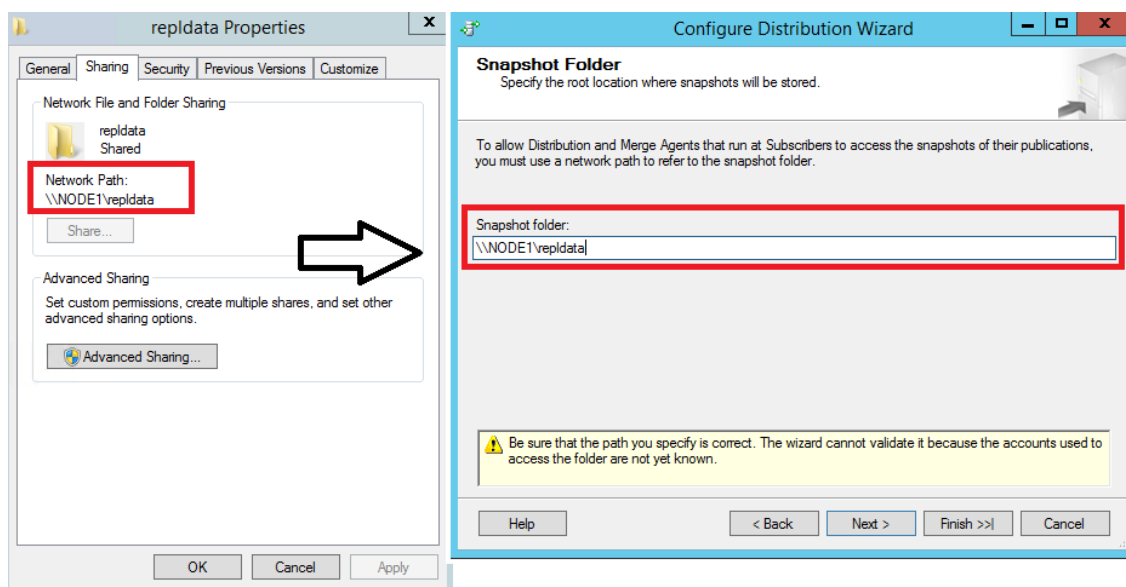 repldata Properties
x
General
Sharing
Security
Previous Versions
Customize
Network File and Folder Sharing
repldata
Shared
Network Path:
\\NODE1\repldata
Share...
Advanced Sharing
Set custom permissions, create multiple shares, and set other
advanced sharing options.
Advanced Sharing...
OK
Cancel
Apply
Configure Distribution Wizard
x
Snapshot Folder
Specify the root location where snapshots will be stored.
To allow Distribution and Merge Agents that run at Subscribers to access the snapshots of their publications,
you must use a network path to refer to the snapshot folder.
Snapshot folder:
\\NODE1\repldata
Be sure that the path you specify is correct. The wizard cannot validate it because the accounts used to
access the folder are not yet known.
Help
< Back
Next >
Finish >>|
Cancel